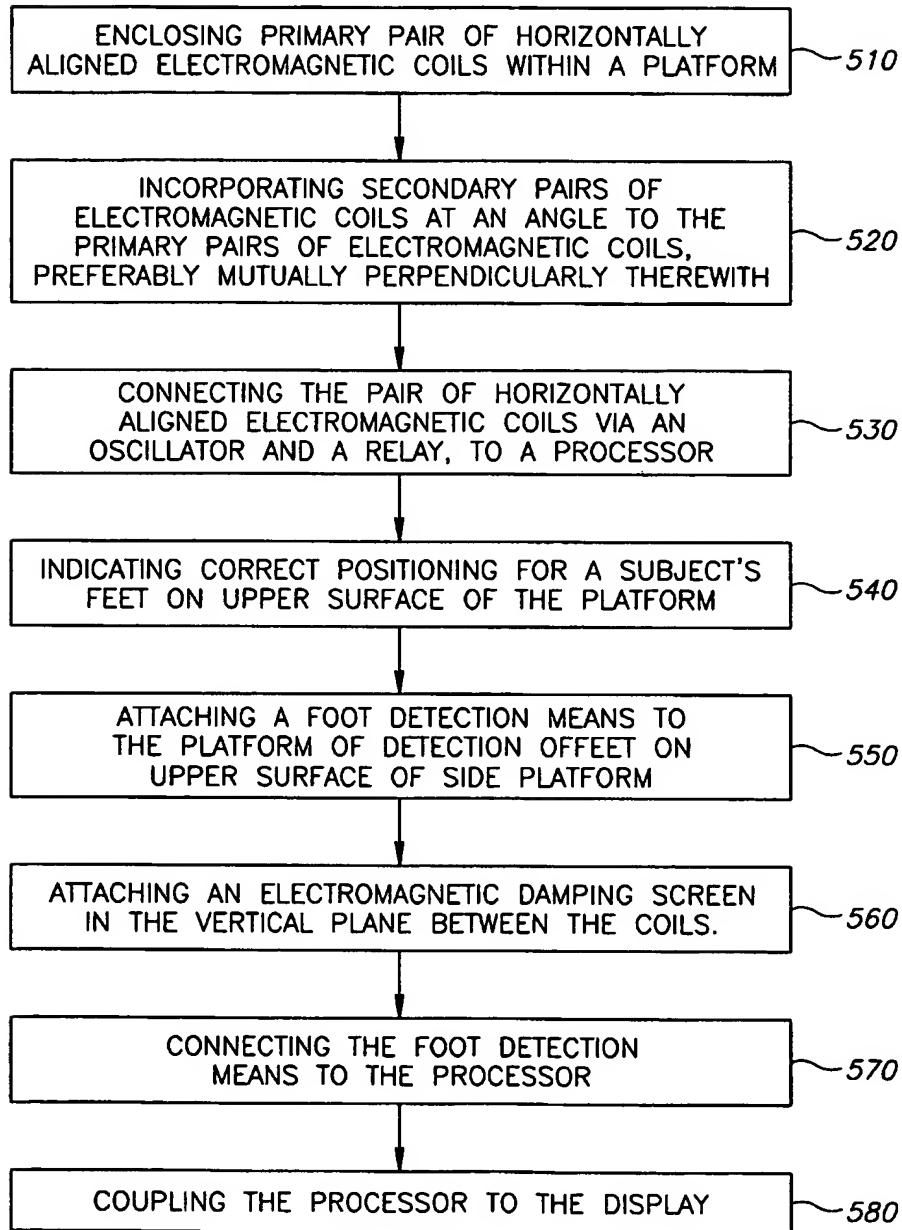 ENCLOSING PRIMARY PAIR OF HORIZONTALLY
ALIGNED ELECTROMAGNETIC COILS WITHIN A PLATFORM
510
INCORPORATING SECONDARY PAIRS OF
ELECTROMAGNETIC COILS AT AN ANGLE TO THE
PRIMARY PAIRS OF ELECTROMAGNETIC COILS,
PREFERABLY MUTUALLY PERPENDICULARLY THEREWITH
520
CONNECTING THE PAIR OF HORIZONTALLY
ALIGNED ELECTROMAGNETIC COILS VIA AN
OSCILLATOR AND A RELAY, TO A PROCESSOR
530
INDICATING CORRECT POSITIONING FOR A SUBJECT'S
FEET ON UPPER SURFACE OF THE PLATFORM
540
ATTACHING A FOOT DETECTION MEANS TO
THE PLATFORM OF DETECTION OFFEET ON
UPPER SURFACE OF SIDE PLATFORM
550
ATTACHING AN ELECTROMAGNETIC DAMPING SCREEN
IN THE VERTICAL PLANE BETWEEN THE COILS.
560
CONNECTING THE FOOT DETECTION
MEANS TO THE PROCESSOR
570
COUPLING THE PROCESSOR TO THE DISPLAY
580